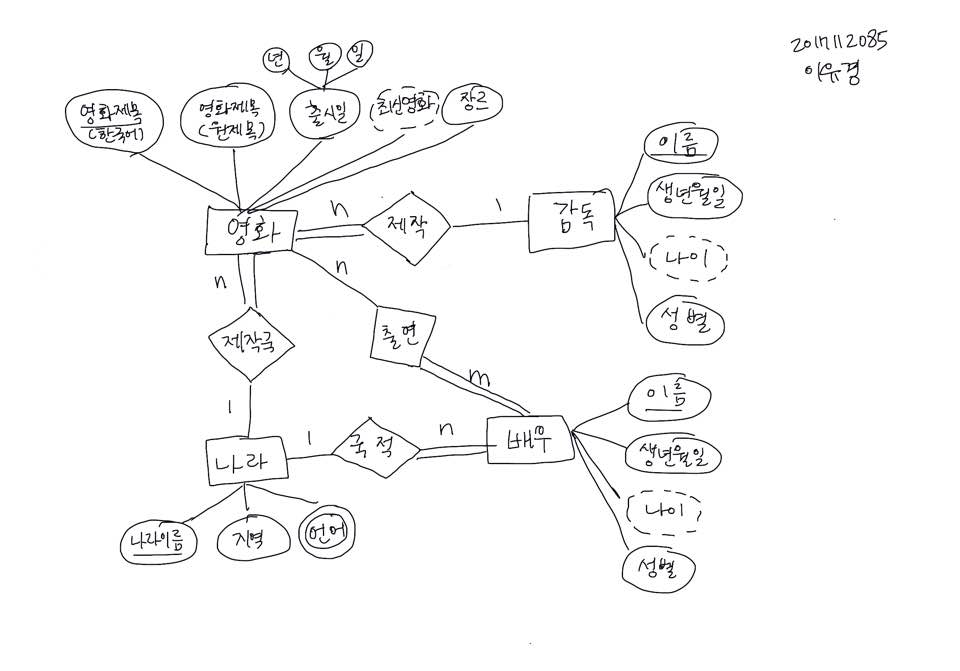 201711 2085
이유경
년 월 일
영화제목
(한국어)
영화제목
(원제목)
출시일
최신영화
장르
영화
n
제작
1
감독
이름
생년월일
나이
성별
n
n
제작국
출연
1
m
나라
1
국적
n
배우
이름
생년월일
나이
성별
나라이름
지역
언어